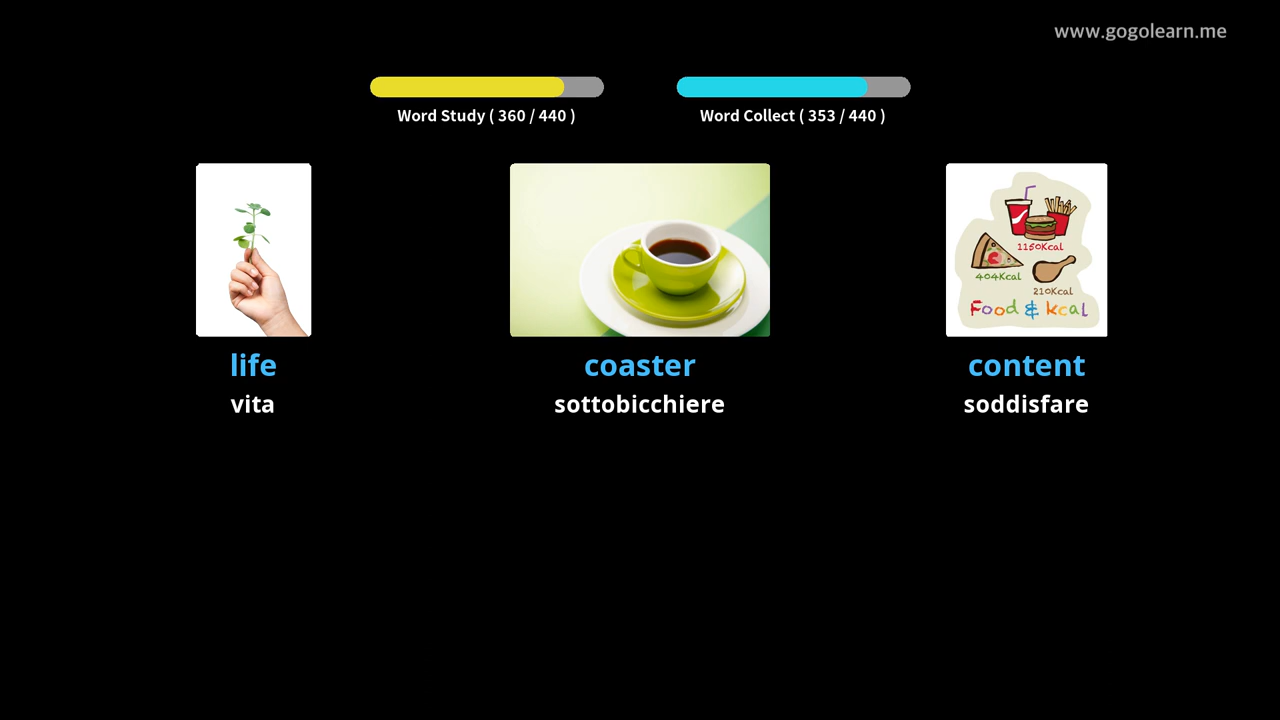 www.gogolearn.me
Word Study ( 360 / 440 )
Word Collect ( 353 / 440 )
1150Kcal
404Kcal
210Kcal
Food & kcal
life
coaster
content
vita
sottobicchiere
soddisfare